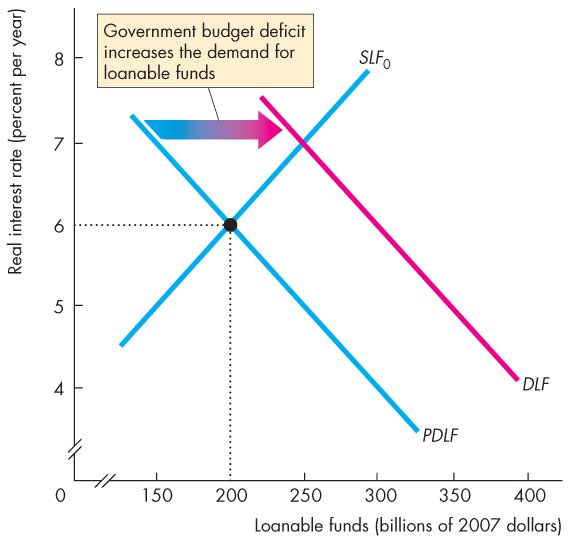 Real interest rate (percent per year)
Government budget deficit
increases the demand for
loanable funds
8
7
6
5
4
SLF0
DLF
PDLF
0
150
200
250
300
350
400
Loanable funds (billions of 2007 dollars)